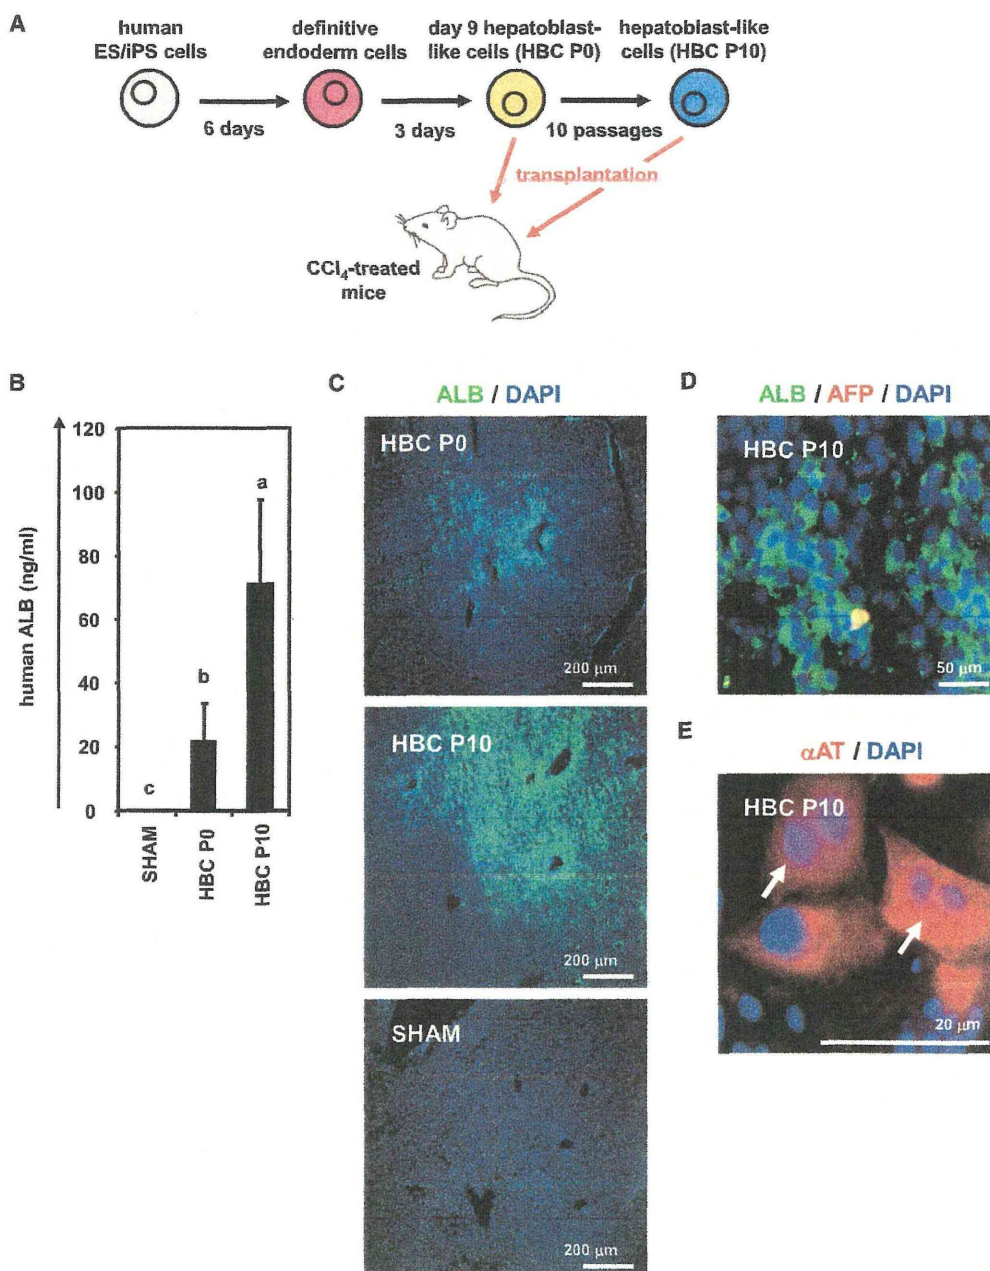 A
human
ES/iPS cells
definitive
endoderm cells
day 9 hepatoblast-
like cells (HBC P0)
hepatoblast-like
cells (HBC P10)
6 days
3 days
10 passages
transplantation
CCl₄-treated
mice
B
human ALB (ng/ml)
120
100
80
60
40
20
0
c
b
a
SHAM
HBC P0
HBC P10
C
ALB / DAPI
HBC P0
200 μm
HBC P10
200 μm
SHAM
200 μm
D
ALB / AFP / DAPI
HBC P10
50 μm
E
αAT / DAPI
HBC P10
20 μm